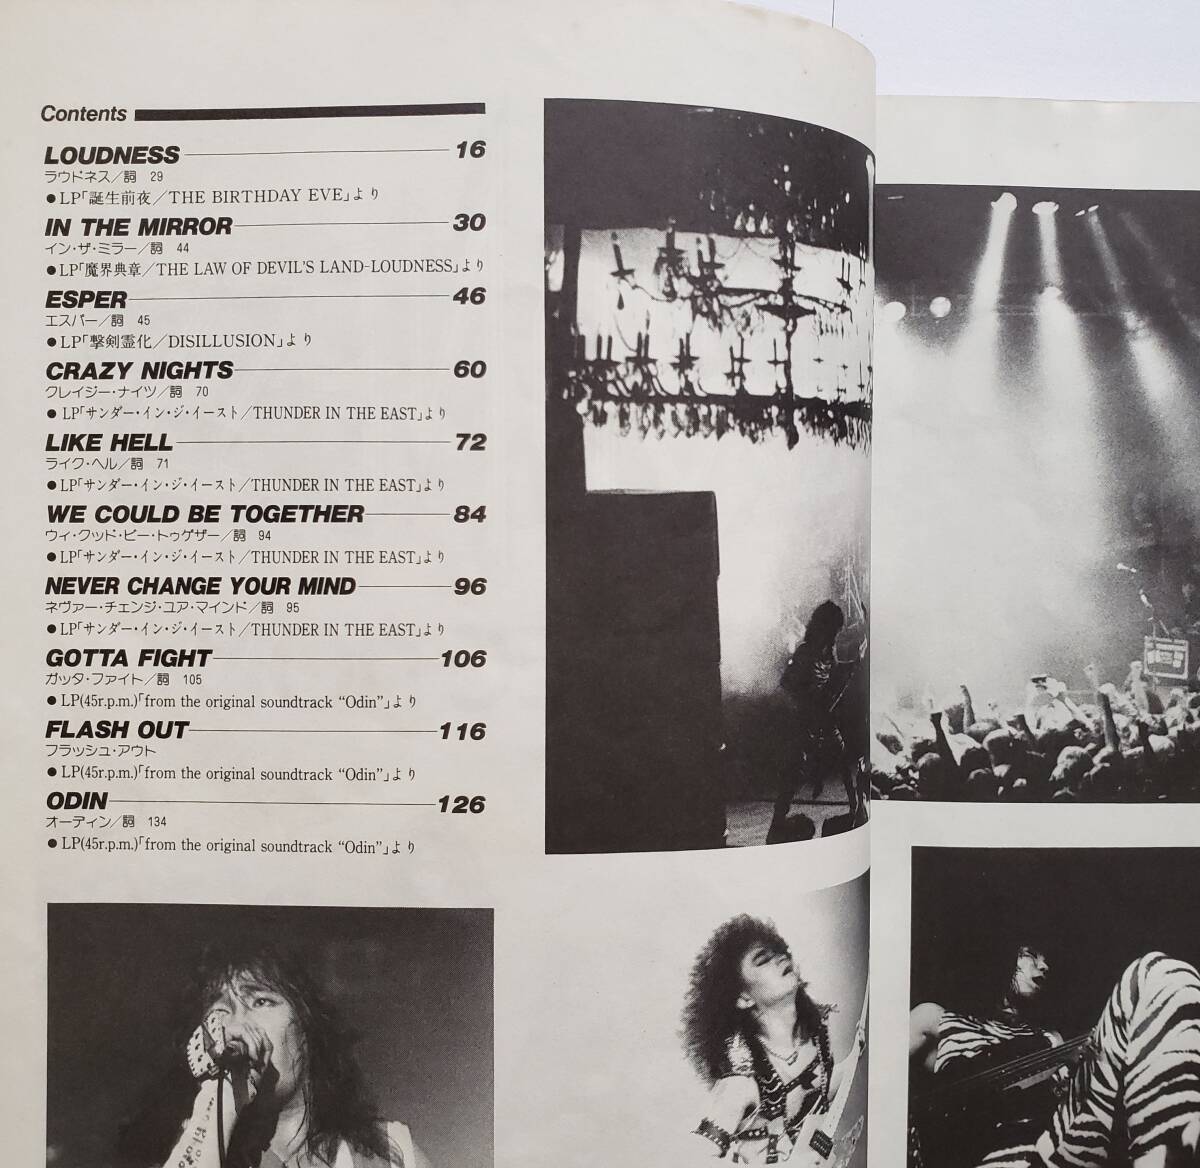 Contents
LOUDNESS 16
ラウドネス/詞 29
●LP「誕生前夜/THE BIRTHDAY EVE」より
IN THE MIRROR 30
イン・ザ・ミラー/詞 44
●LP「魔界典章/THE LAW OF DEVIL'S LAND-LOUDNESS」より
ESPER 46
エスパー/詞 45
●LP「撃剣霊化/DISILLUSION」より
CRAZY NIGHTS 60
クレイジー・ナイツ/詞 70
●LP「サンダー・イン・ジ・イースト/THUNDER IN THE EAST」より
LIKE HELL 72
ライク・ヘル/詞 71
●LP「サンダー・イン・ジ・イースト/THUNDER IN THE EAST」より
WE COULD BE TOGETHER 84
ウィ・クッド・ビー・トゥゲザー/詞 94
●LP「サンダー・イン・ジ・イースト/THUNDER IN THE EAST」より
NEVER CHANGE YOUR MIND 96
ネヴァー・チェンジ・ユア・マインド/詞 95
●LP「サンダー・イン・ジ・イースト/THUNDER IN THE EAST」より
GOTTA FIGHT 106
ガッタ・ファイト/詞 105
●LP(45r.p.m.)「from the original soundtrack “Odin”」より
FLASH OUT 116
フラッシュ・アウト
●LP(45r.p.m.)「from the original soundtrack “Odin”」より
ODIN 126
オーディン/詞 134
●LP(45r.p.m.)「from the original soundtrack “Odin”」より